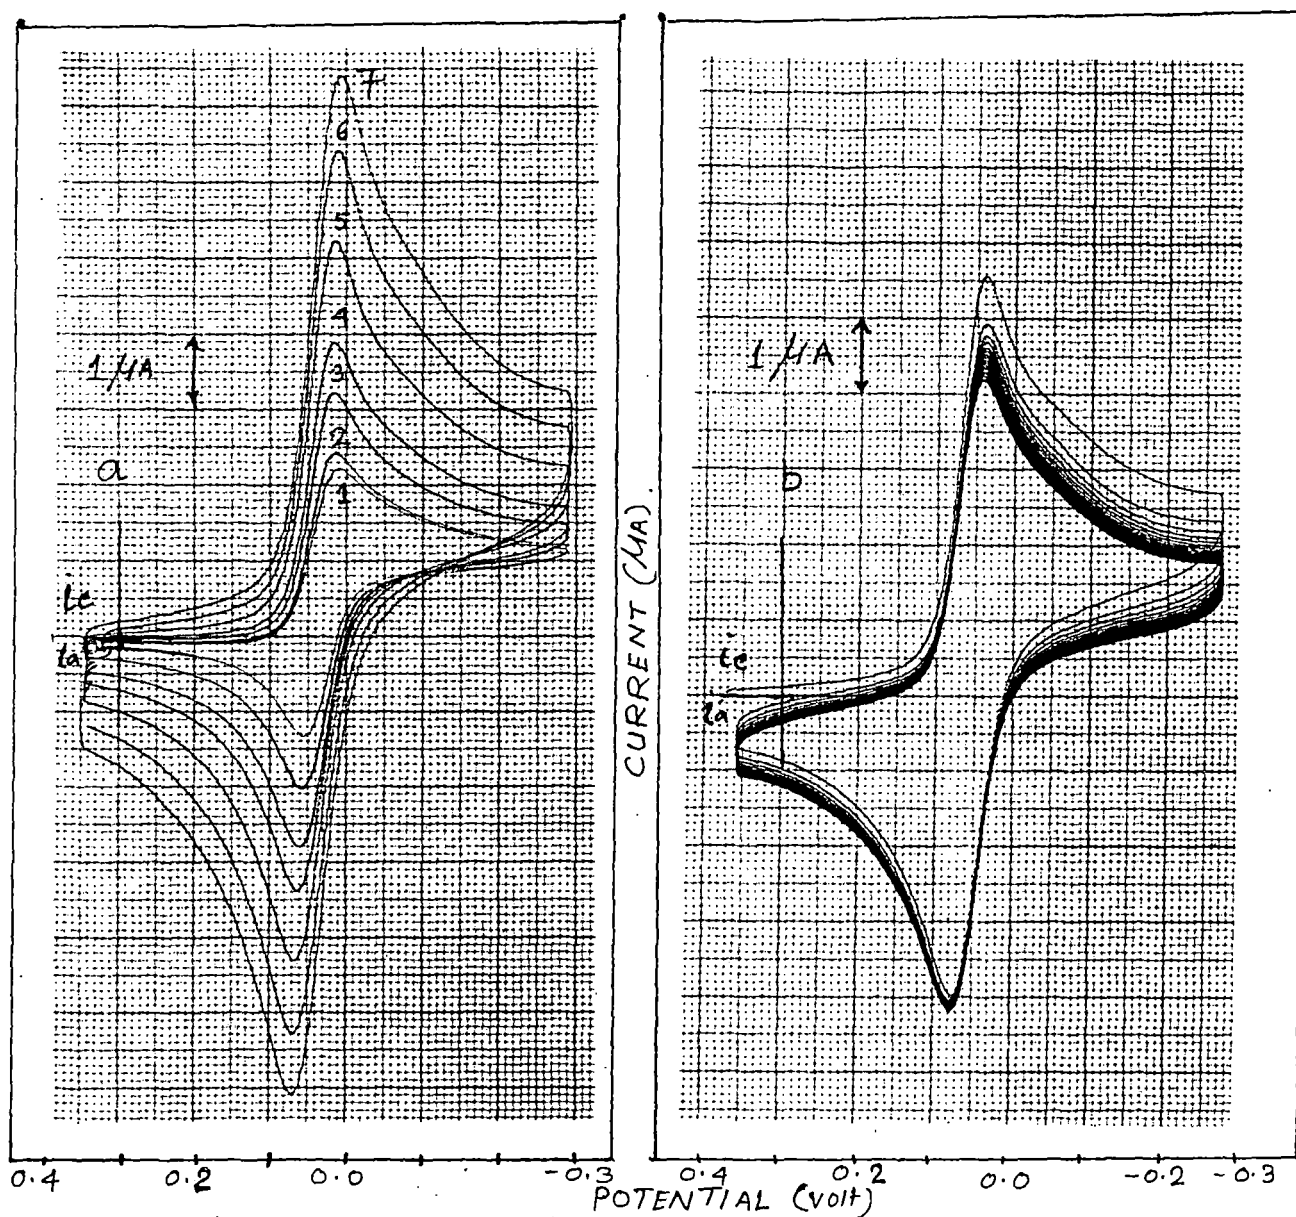 7
6
5
4
3
2
1
1 μA
a
ic
ia
0.4
0.2
0.0
-0.3
CURRENT (μA).
1 μA
b
ic
ia
0.4
0.2
0.0
-0.2
-0.3
POTENTIAL (volt)